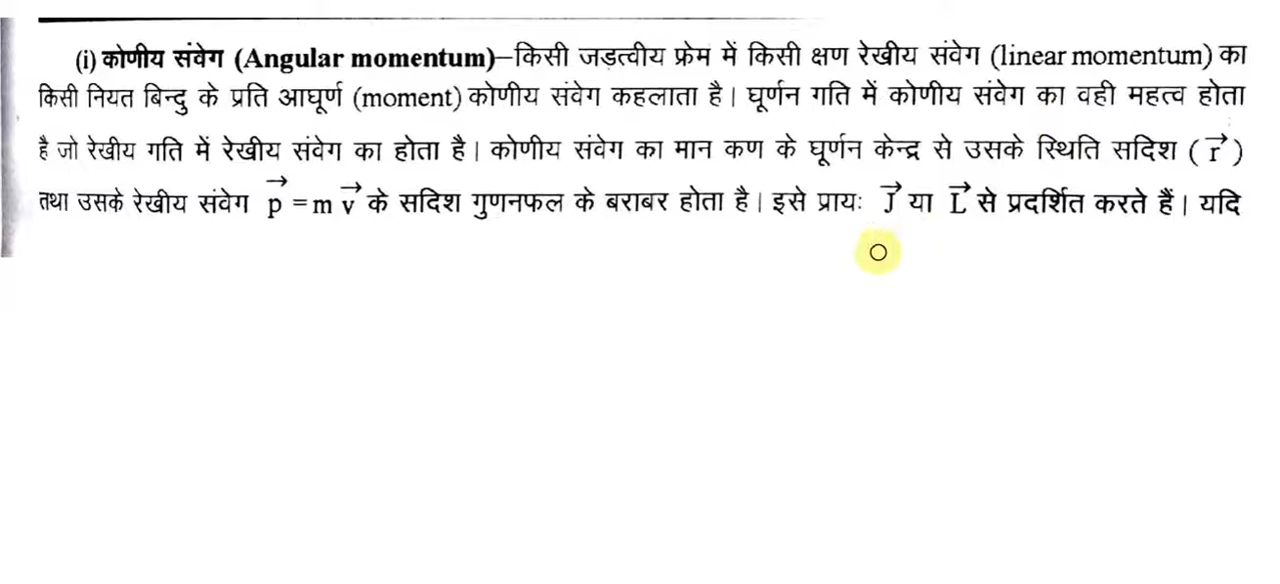 (i) कोणीय संवेग (Angular momentum)–किसी जड़त्वीय फ्रेम में किसी क्षण रेखीय संवेग (linear momentum) का
किसी नियत बिन्दु के प्रति आघूर्ण (moment) कोणीय संवेग कहलाता है। घूर्णन गति में कोणीय संवेग का वही महत्व होता
है जो रेखीय गति में रेखीय संवेग का होता है। कोणीय संवेग का मान कण के घूर्णन केन्द्र से उसके स्थिति सदिश ( r⃗ )
तथा उसके रेखीय संवेग p⃗ = m v⃗ के सदिश गुणनफल के बराबर होता है। इसे प्रायः J⃗ या L⃗ से प्रदर्शित करते हैं। यदि